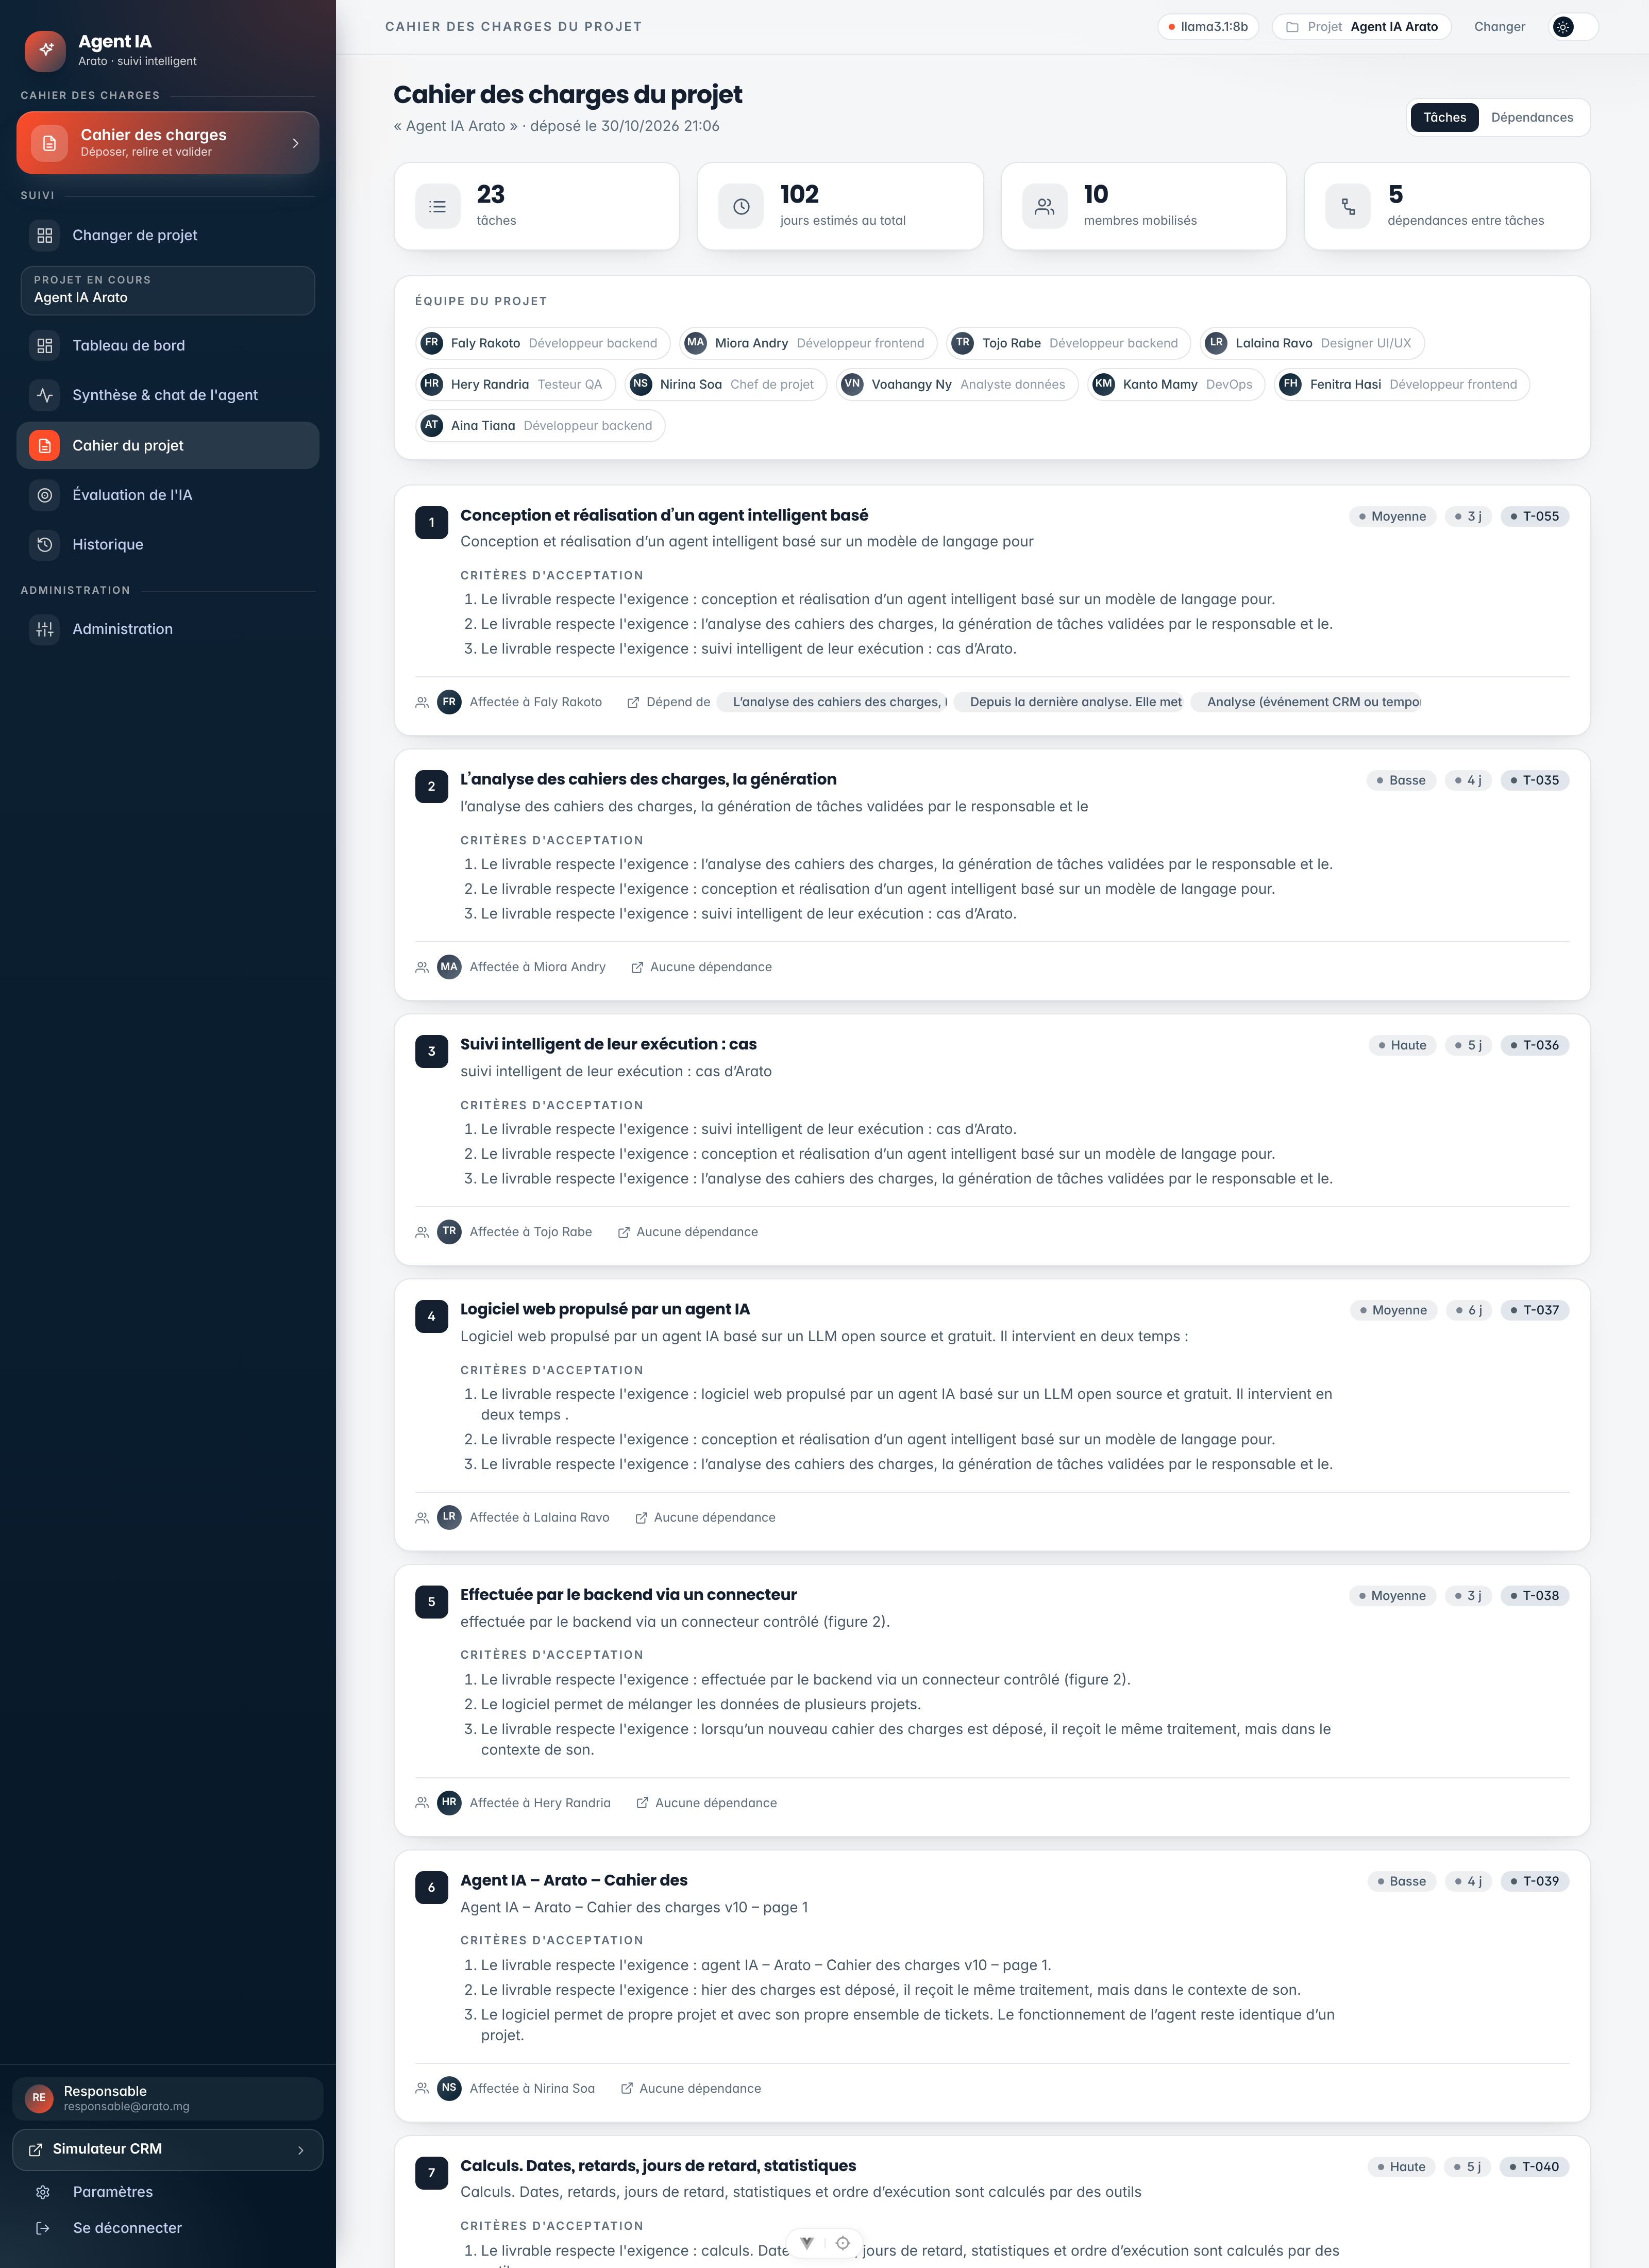 Agent IA
Arato · suivi intelligent
CAHIER DES CHARGES
Cahier des charges
Déposer, relire et valider
SUIVI
Changer de projet
PROJET EN COURS
Agent IA Arato
Tableau de bord
Synthèse & chat de l'agent
Cahier du projet
Évaluation de l'IA
Historique
ADMINISTRATION
Administration
RE
Responsable
responsable@arato.mg
Simulateur CRM
Paramètres
Se déconnecter
CAHIER DES CHARGES DU PROJET
llama3.1:8b
Projet Agent IA Arato
Changer
Cahier des charges du projet
« Agent IA Arato » · déposé le 30/10/2026 21:06
Tâches Dépendances
23
tâches
102
jours estimés au total
10
membres mobilisés
5
dépendances entre tâches
ÉQUIPE DU PROJET
FR Faly Rakoto Développeur backend MA Miora Andry Développeur frontend TR Tojo Rabe Développeur backend LR Lalaina Ravo Designer UI/UX
HR Hery Randria Testeur QA NS Nirina Soa Chef de projet VN Voahangy Ny Analyste données KM Kanto Mamy DevOps FH Fenitra Hasi Développeur frontend
AT Aina Tiana Développeur backend
1 Conception et réalisation d’un agent intelligent basé Moyenne 3 j T-055
Conception et réalisation d’un agent intelligent basé sur un modèle de langage pour
CRITÈRES D'ACCEPTATION
1. Le livrable respecte l'exigence : conception et réalisation d’un agent intelligent basé sur un modèle de langage pour.
2. Le livrable respecte l'exigence : l’analyse des cahiers des charges, la génération de tâches validées par le responsable et le.
3. Le livrable respecte l'exigence : suivi intelligent de leur exécution : cas d’Arato.
FR Affectée à Faly Rakoto Dépend de L’analyse des cahiers des charges, Depuis la dernière analyse. Elle met Analyse (événement CRM ou tempo
2 L’analyse des cahiers des charges, la génération Basse 4 j T-035
l’analyse des cahiers des charges, la génération de tâches validées par le responsable et le
CRITÈRES D'ACCEPTATION
1. Le livrable respecte l'exigence : l’analyse des cahiers des charges, la génération de tâches validées par le responsable et le.
2. Le livrable respecte l'exigence : conception et réalisation d’un agent intelligent basé sur un modèle de langage pour.
3. Le livrable respecte l'exigence : suivi intelligent de leur exécution : cas d’Arato.
MA Affectée à Miora Andry Aucune dépendance
3 Suivi intelligent de leur exécution : cas Haute 5 j T-036
suivi intelligent de leur exécution : cas d’Arato
CRITÈRES D'ACCEPTATION
1. Le livrable respecte l'exigence : suivi intelligent de leur exécution : cas d’Arato.
2. Le livrable respecte l'exigence : conception et réalisation d’un agent intelligent basé sur un modèle de langage pour.
3. Le livrable respecte l'exigence : l’analyse des cahiers des charges, la génération de tâches validées par le responsable et le.
TR Affectée à Tojo Rabe Aucune dépendance
4 Logiciel web propulsé par un agent IA Moyenne 6 j T-037
Logiciel web propulsé par un agent IA basé sur un LLM open source et gratuit. Il intervient en deux temps :
CRITÈRES D'ACCEPTATION
1. Le livrable respecte l'exigence : logiciel web propulsé par un agent IA basé sur un LLM open source et gratuit. Il intervient en
deux temps .
2. Le livrable respecte l'exigence : conception et réalisation d’un agent intelligent basé sur un modèle de langage pour.
3. Le livrable respecte l'exigence : l’analyse des cahiers des charges, la génération de tâches validées par le responsable et le.
LR Affectée à Lalaina Ravo Aucune dépendance
5 Effectuée par le backend via un connecteur Moyenne 3 j T-038
effectuée par le backend via un connecteur contrôlé (figure 2).
CRITÈRES D'ACCEPTATION
1. Le livrable respecte l'exigence : effectuée par le backend via un connecteur contrôlé (figure 2).
2. Le logiciel permet de mélanger les données de plusieurs projets.
3. Le livrable respecte l'exigence : lorsqu’un nouveau cahier des charges est déposé, il reçoit le même traitement, mais dans le
contexte de son.
HR Affectée à Hery Randria Aucune dépendance
6 Agent IA – Arato – Cahier des Basse 4 j T-039
Agent IA – Arato – Cahier des charges v10 – page 1
CRITÈRES D'ACCEPTATION
1. Le livrable respecte l'exigence : agent IA – Arato – Cahier des charges v10 – page 1.
2. Le livrable respecte l'exigence : hier des charges est déposé, il reçoit le même traitement, mais dans le contexte de son.
3. Le logiciel permet de propre projet et avec son propre ensemble de tickets. Le fonctionnement de l’agent reste identique d’un
projet.
NS Affectée à Nirina Soa Aucune dépendance
7 Calculs. Dates, retards, jours de retard, statistiques Haute 5 j T-040
Calculs. Dates, retards, jours de retard, statistiques et ordre d’exécution sont calculés par des outils
CRITÈRES D'ACCEPTATION
1. Le livrable respecte l'exigence : calculs. Date jours de retard, statistiques et ordre d’exécution sont calculés par des